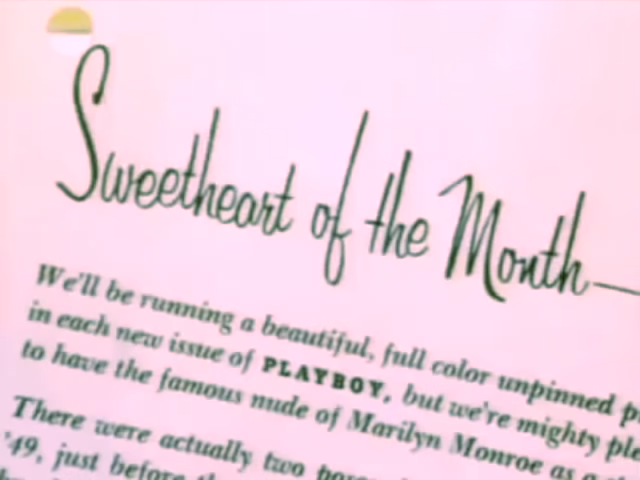 Sweetheart of the Month—
We'll be running a beautiful, full color unpinned
in each new issue of PLAYBOY, but we're mighty
to have the famous nude of Marilyn Monroe as a
There were actually two
'49, just before